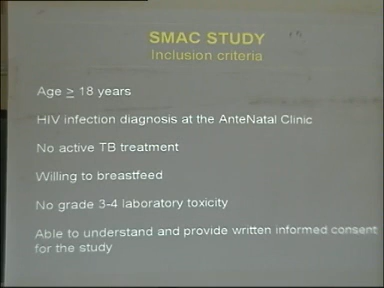 SMAC STUDY
Inclusion criteria
Age ≥ 18 years
HIV infection diagnosis at the AnteNatal Clinic
No active TB treatment
Willing to breastfeed
No grade 3-4 laboratory toxicity
Able to understand and provide written informed consent
for the study